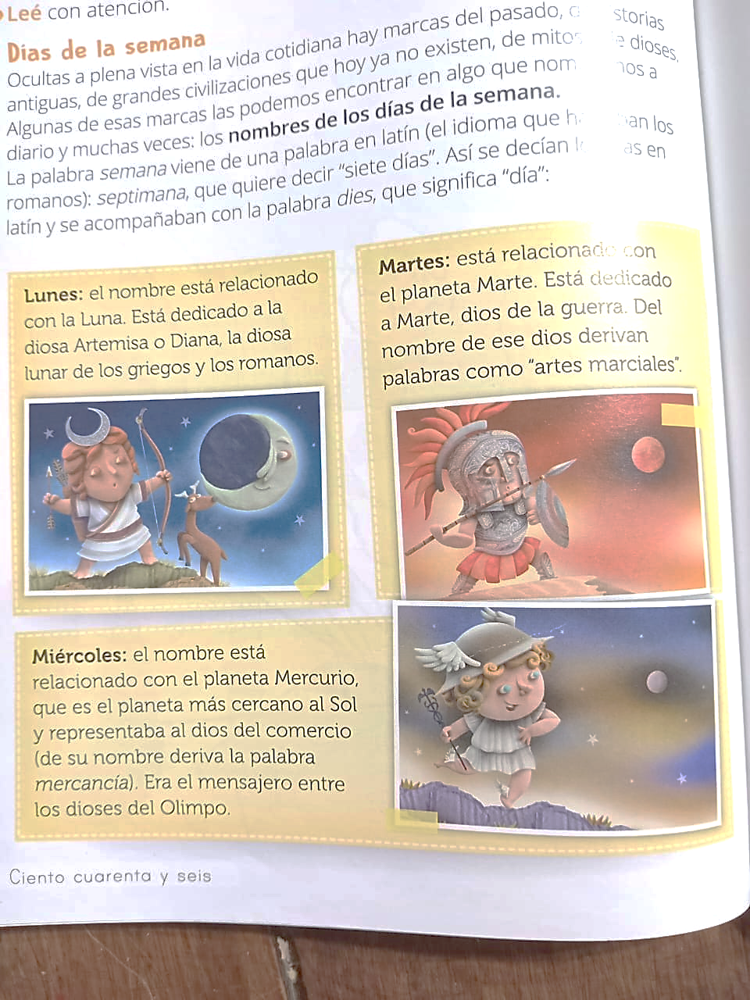 Leé con atención.
Días de la semana
Ocultas a plena vista en la vida cotidiana hay marcas del pasado, storias
antiguas, de grandes civilizaciones que hoy ya no existen, de mitos dioses.
Algunas de esas marcas las podemos encontrar en algo que nom nos a
diario y muchas veces: los nombres de los días de la semana.
La palabra semana viene de una palabra en latín (el idioma que ban los
romanos): septimana, que quiere decir "siete días". Así se decían as en
latín y se acompañaban con la palabra dies, que significa "día":
Lunes: el nombre está relacionado
con la Luna. Está dedicado a la
diosa Artemisa o Diana, la diosa
lunar de los griegos y los romanos.
Martes: está relacionado con
el planeta Marte. Está dedicado
a Marte, dios de la guerra. Del
nombre de ese dios derivan
palabras como "artes marciales".
Miércoles: el nombre está
relacionado con el planeta Mercurio,
que es el planeta más cercano al Sol
y representaba al dios del comercio
(de su nombre deriva la palabra
mercancía). Era el mensajero entre
los dioses del Olimpo.
Ciento cuarenta y seis